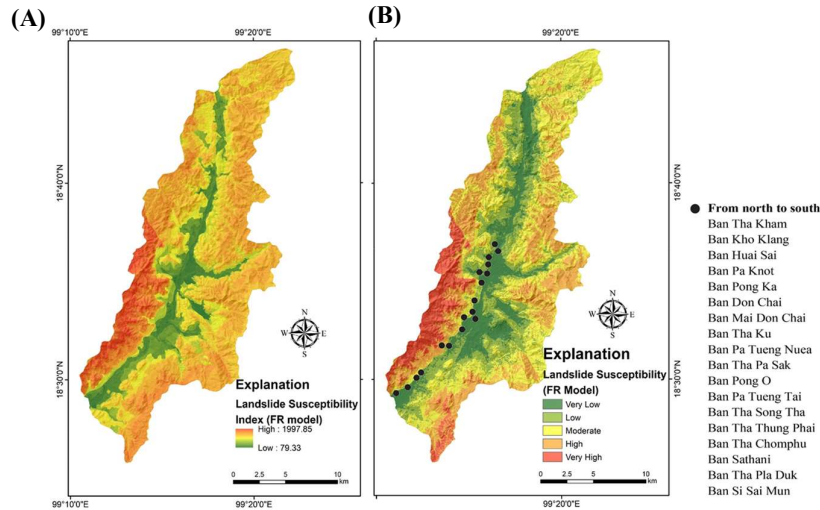 (A)
99°10'0"E
99°20'0"E
18°40'0"N
18°30'0"N
N
W
E
S
Explanation
Landslide Susceptibility
Index (FR model)
High : 1997.85
Low : 79.33
0 2.5 5 10
km
99°10'0"E
99°20'0"E
(B)
99°20'0"E
18°40'0"N
18°30'0"N
N
W
E
S
Explanation
Landslide Susceptibility
(FR Model)
Very Low
Low
Moderate
High
Very High
0 2.5 5 10
km
99°20'0"E
From north to south
Ban Tha Kham
Ban Kho Klang
Ban Huai Sai
Ban Pa Knot
Ban Pong Ka
Ban Don Chai
Ban Mai Don Chai
Ban Tha Ku
Ban Pa Tueng Nuea
Ban Tha Pa Sak
Ban Pong O
Ban Pa Tueng Tai
Ban Tha Song Tha
Ban Tha Thung Phai
Ban Tha Chomphu
Ban Sathani
Ban Tha Pla Duk
Ban Si Sai Mun